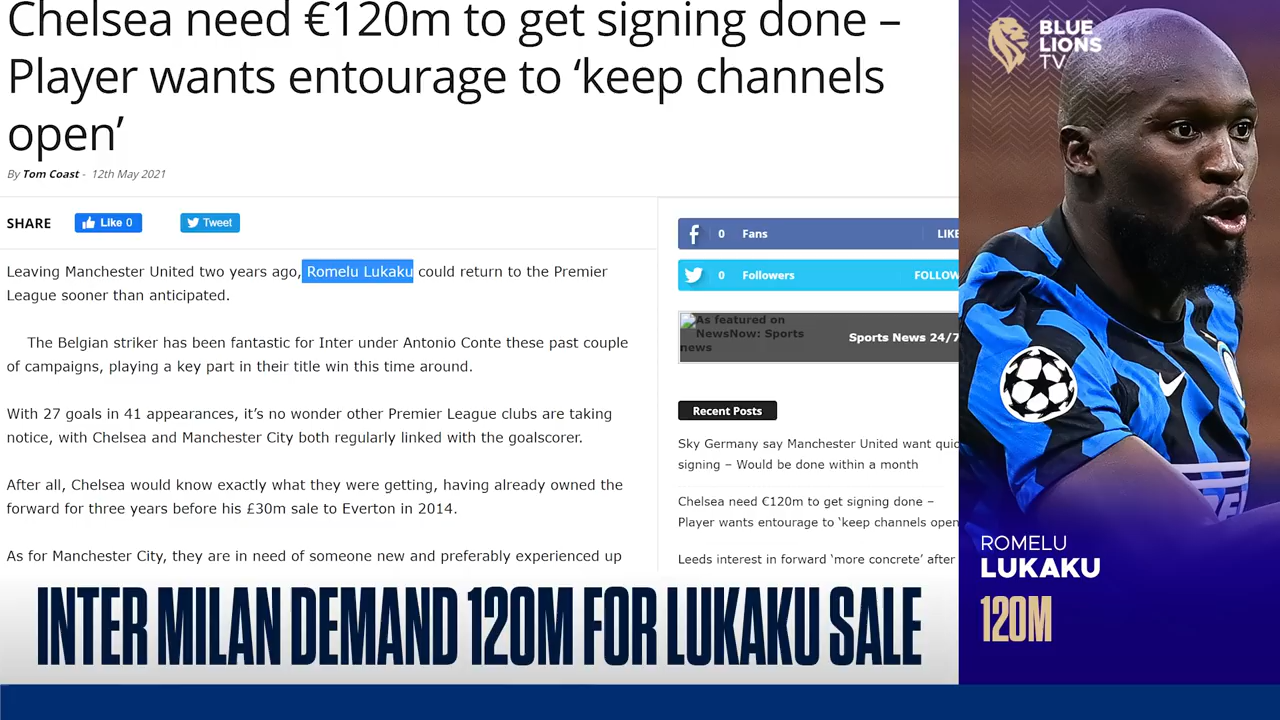 Chelsea need €120m to get signing done –
Player wants entourage to ‘keep channels
open’
By Tom Coast - 12th May 2021
SHARE
Like 0
Tweet
Leaving Manchester United two years ago, Romelu Lukaku could return to the Premier
League sooner than anticipated.
The Belgian striker has been fantastic for Inter under Antonio Conte these past couple
of campaigns, playing a key part in their title win this time around.
With 27 goals in 41 appearances, it’s no wonder other Premier League clubs are taking
notice, with Chelsea and Manchester City both regularly linked with the goalscorer.
After all, Chelsea would know exactly what they were getting, having already owned the
forward for three years before his £30m sale to Everton in 2014.
As for Manchester City, they are in need of someone new and preferably experienced up
f 0 Fans LIKE
0 Followers FOLLOW
As featured on
NewsNow: Sports
news
Sports News 24/7
Recent Posts
Sky Germany say Manchester United want quic
signing – Would be done within a month
Chelsea need €120m to get signing done –
Player wants entourage to ‘keep channels open
Leeds interest in forward ‘more concrete’ after
INTER MILAN DEMAND 120M FOR LUKAKU SALE
BLUE
LIONS
TV
ROMELU
LUKAKU
120M